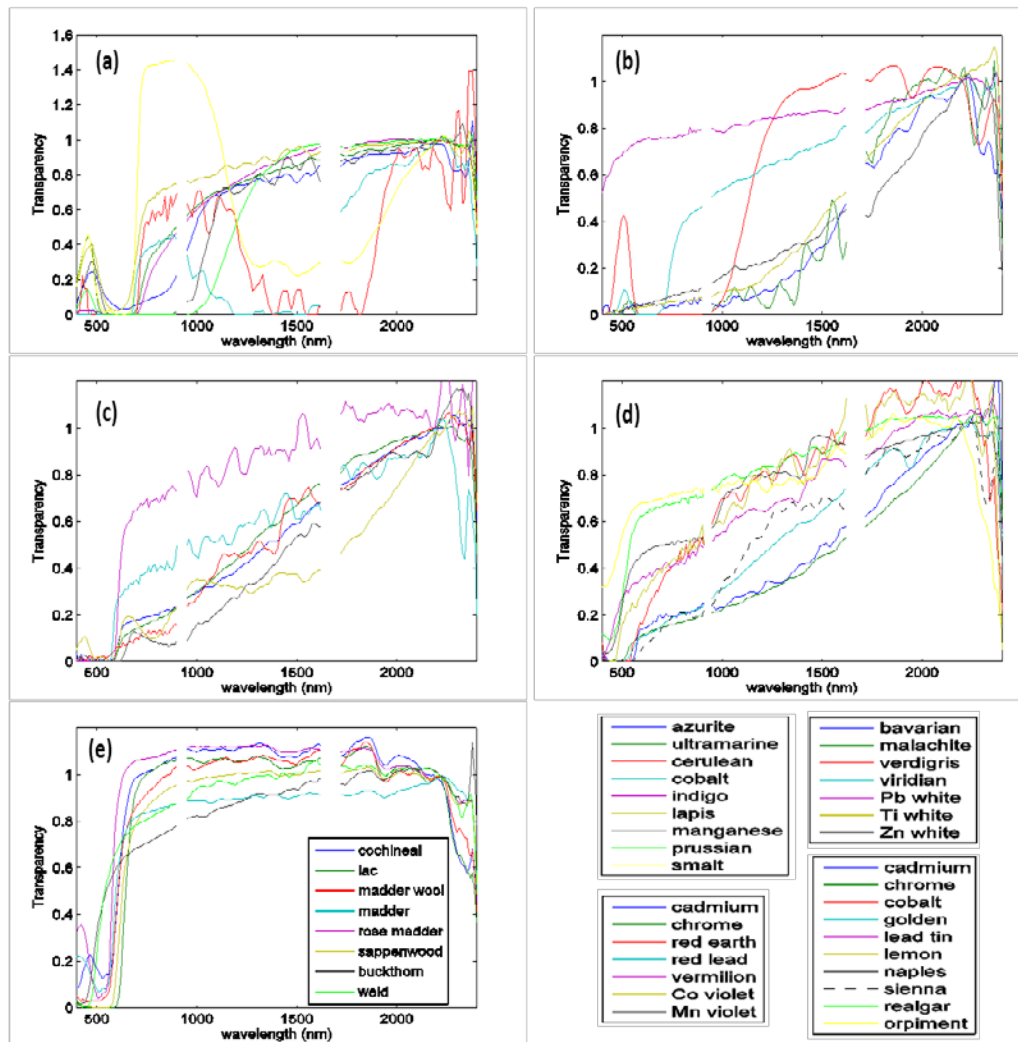 1.6
1.4
1.2
1
0.8
0.6
0.4
0.2
0
Transparency
(a)
500 1000 1500 2000
wavelength (nm)
1
0.8
0.6
0.4
0.2
0
Transparency
(b)
500 1000 1500 2000
wavelength (nm)
1
0.8
0.6
0.4
0.2
0
Transparency
(c)
500 1000 1500 2000
wavelength (nm)
1
0.8
0.6
0.4
0.2
0
Transparency
(d)
500 1000 1500 2000
wavelength (nm)
1
0.8
0.6
0.4
0.2
0
Transparency
(e)
500 1000 1500 2000
wavelength (nm)
cochineal
lac
madder wool
madder
rose madder
sappenwood
buckthorn
weld
azurite
ultramarine
cerulean
cobalt
indigo
lapis
manganese
prussian
smalt
bavarian
malachite
verdigris
viridian
Pb white
Ti white
Zn white
cadmium
chrome
red earth
red lead
vermilion
Co violet
Mn violet
cadmium
chrome
cobalt
golden
lead tin
lemon
naples
sienna
realgar
orpiment